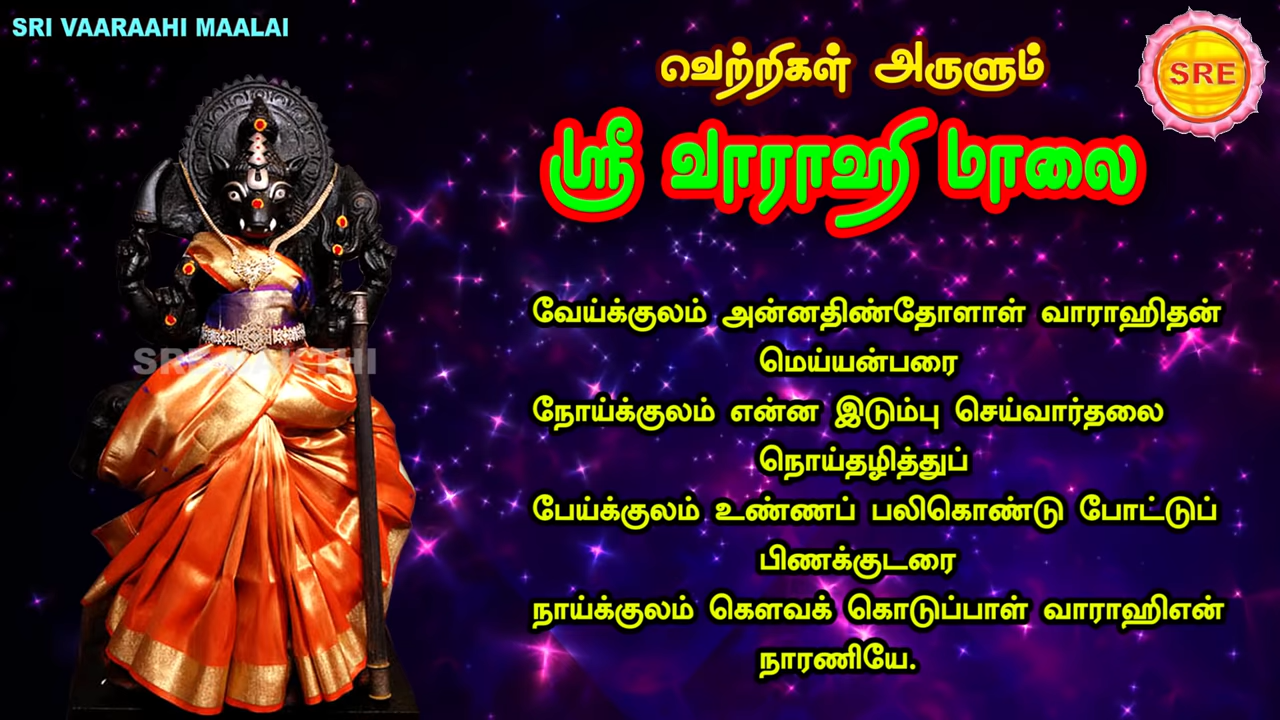 SRI VAARAAHI MAALAI
SRE
வெற்றிகள் அருளும்
ஸ்ரீ வாராஹி மாலை
வேய்க்குலம் அன்னதிண்தோளாள் வாராஹிதன்
மெய்யன்பரை
நோய்க்குலம் என்ன இடும்பு செய்வார்தலை
நொய்தழித்துப்
பேய்க்குலம் உண்ணப் பலிகொண்டு போட்டுப்
பிணக்குடரை
நாய்க்குலம் கௌவக் கொடுப்பாள் வாராஹிஎன்
நாரணியே.